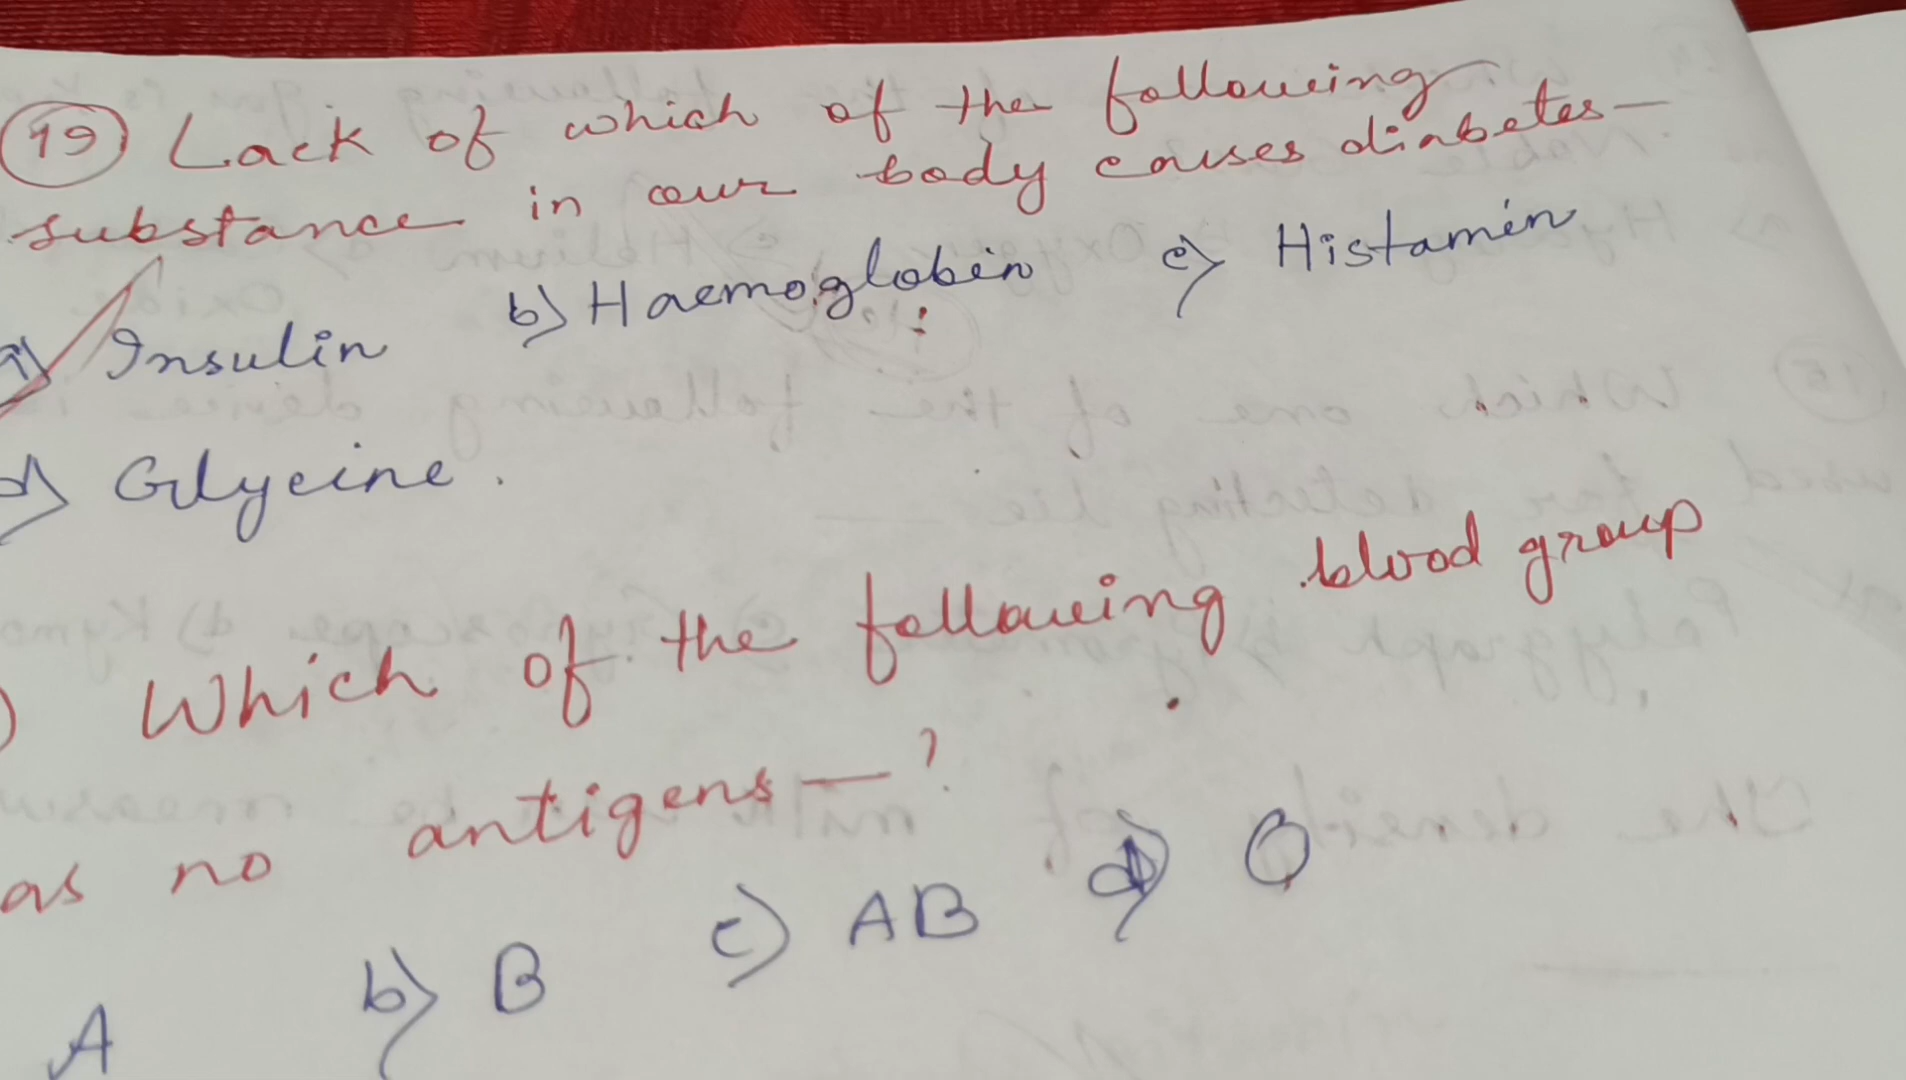 19 Lack of which of the following
substance in our body causes diabetes —
a) Insulin b) Haemoglobin c) Histamin
d) Glycine.
) Which of the following blood group
as no antigens — ?
A b) B c) AB d) O